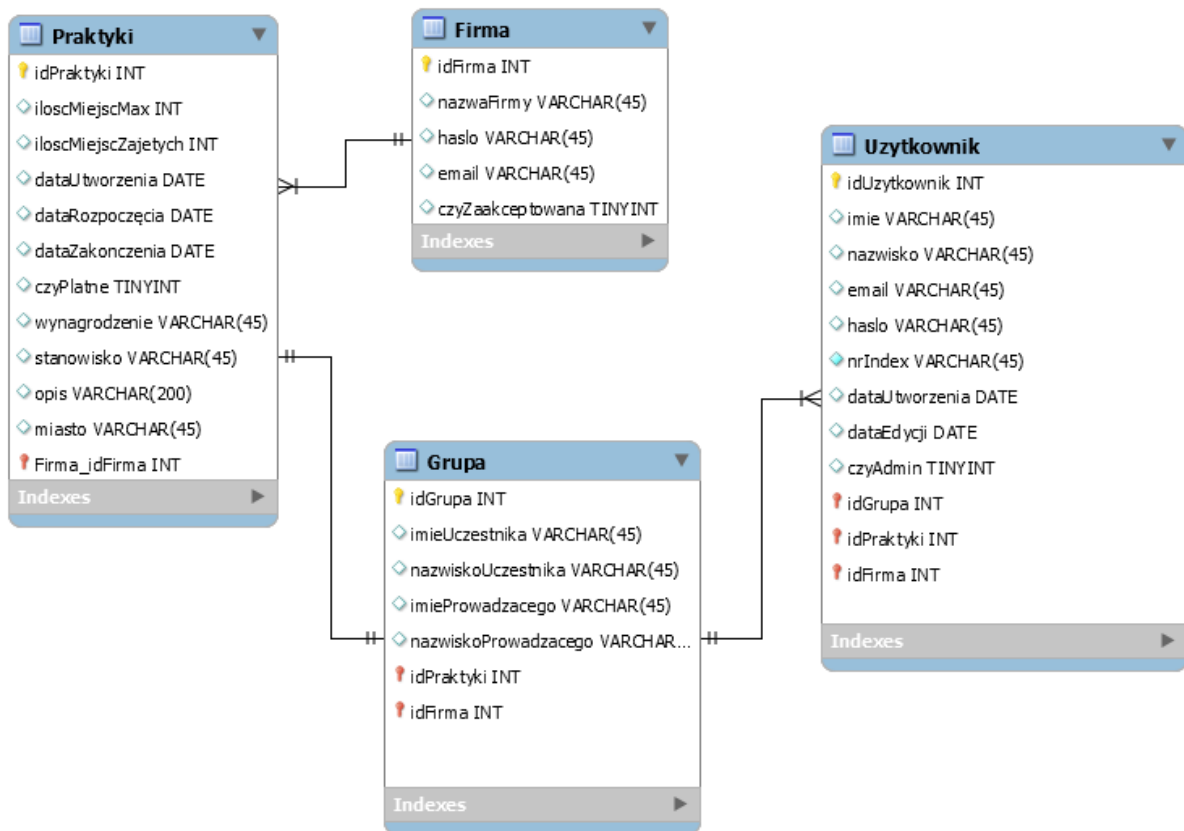 Praktyki
idPraktyki INT
iloscMiejscMax INT
iloscMiejscZajetych INT
dataUtworzenia DATE
dataRozpoczęcia DATE
dataZakonczenia DATE
czyPlatne TINYINT
wynagrodzenie VARCHAR(45)
stanowisko VARCHAR(45)
opis VARCHAR(200)
miasto VARCHAR(45)
Firma_idFirma INT
Indexes
Firma
idFirma INT
nazwaFirmy VARCHAR(45)
haslo VARCHAR(45)
email VARCHAR(45)
czyZaakceptowana TINYINT
Indexes
Grupa
idGrupa INT
imieUczestnika VARCHAR(45)
nazwiskoUczestnika VARCHAR(45)
imieProwadzacego VARCHAR(45)
nazwiskoProwadzacego VARCHAR...
idPraktyki INT
idFirma INT
Indexes
Uzytkownik
idUzytkownik INT
imie VARCHAR(45)
nazwisko VARCHAR(45)
email VARCHAR(45)
haslo VARCHAR(45)
nrIndex VARCHAR(45)
dataUtworzenia DATE
dataEdycji DATE
czyAdmin TINYINT
idGrupa INT
idPraktyki INT
idFirma INT
Indexes